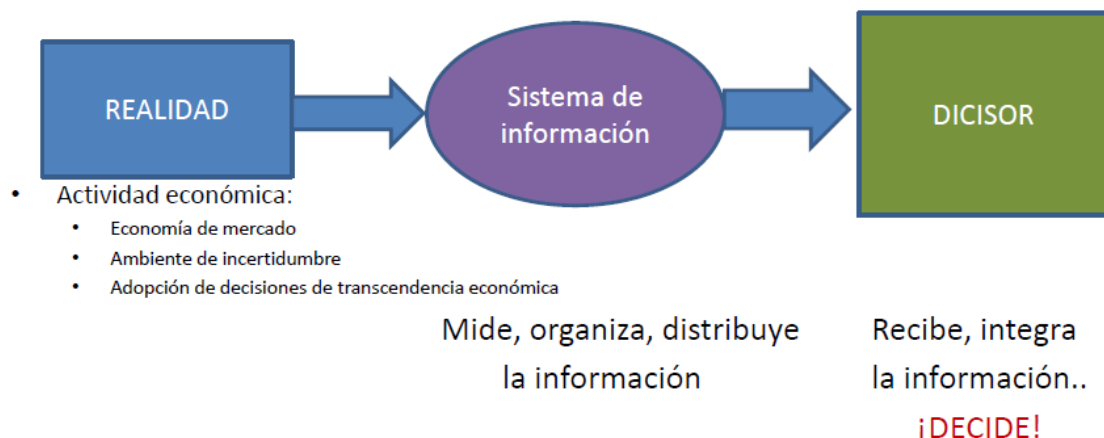 REALIDAD
Sistema de
información
DICISOR
• Actividad económica:
• Economía de mercado
• Ambiente de incertidumbre
• Adopción de decisiones de transcendencia económica
Mide, organiza, distribuye
la información
Recibe, integra
la información..
¡DECIDE!